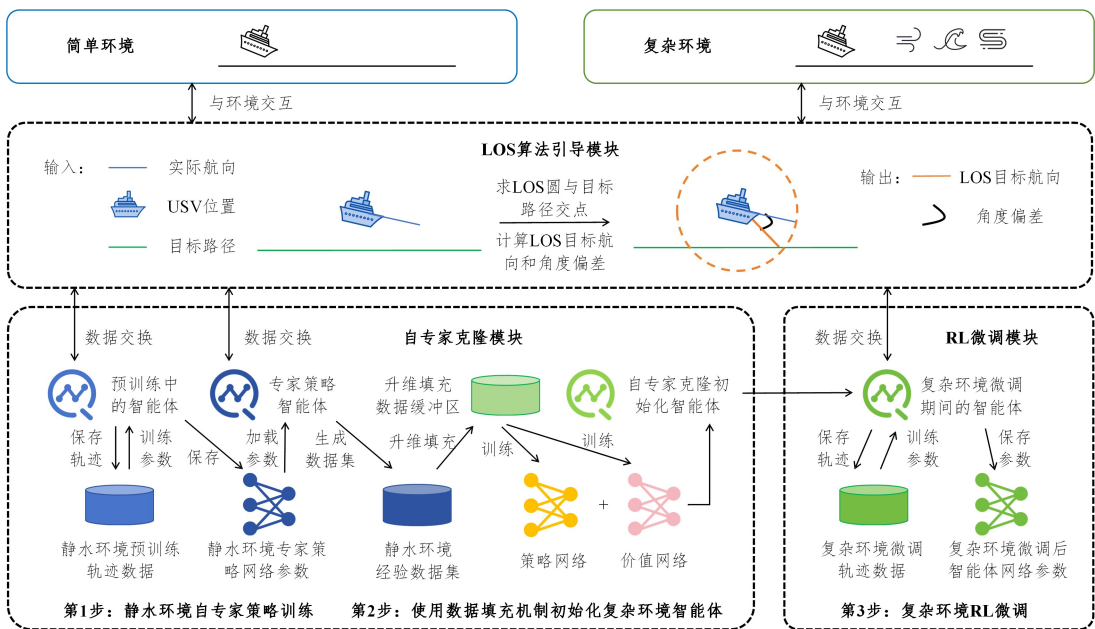 简单环境
复杂环境
与环境交互
与环境交互
LOS算法引导模块
输入：
实际航向
USV位置
目标路径
求LOS圆与目标
路径交点
计算LOS目标航
向和角度偏差
输出：
LOS目标航向
角度偏差
数据交换
数据交换
自专家克隆模块
数据交换
RL微调模块
预训练中
的智能体
专家策略
智能体
升维填充
数据缓冲区
自专家克隆初
始化智能体
复杂环境微调
期间的智能体
保存
轨迹
训练
参数
保存
加载
参数
生成
数据集
升维填充
训练
训练
保存
轨迹
训练
参数
保存
参数
+
静水环境预训练
轨迹数据
静水环境专家策
略网络参数
静水环境
经验数据集
策略网络
价值网络
复杂环境微调
轨迹数据
复杂环境微调后
智能体网络参数
第1步：静水环境自专家策略训练
第2步：使用数据填充机制初始化复杂环境智能体
第3步：复杂环境RL微调